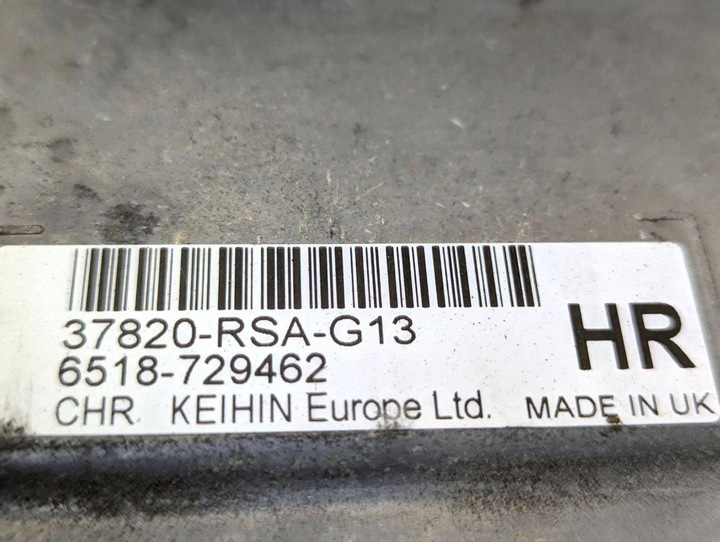 37820-RSA-G13
HR
6518-729462
CHR KEIHIN Europe Ltd. MADE IN UK